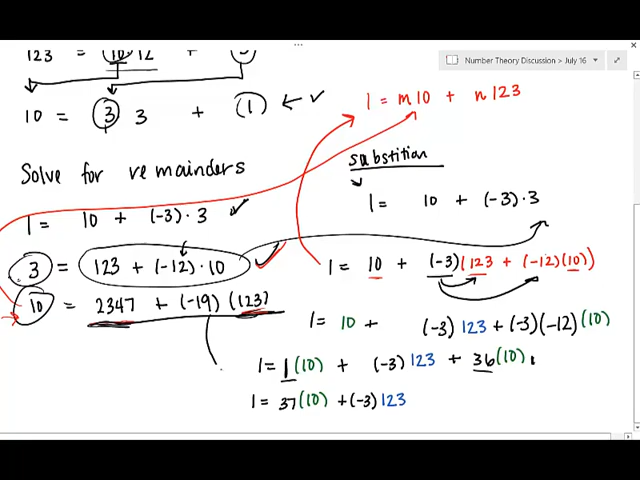 Number Theory Discussion > July 16
123 = (10) 12 +
10 = 3 3 + (1)
1 = m10 + n123
Solve for remainders
1 = 10 + (-3)·3
3 = 123 + (-12)·10
10 = 2347 + (-19)(123)
substition
1 = 10 + (-3)·3
1 = 10 + (-3)(123 + (-12)(10))
1 = 10 + (-3)123 + (-3)(-12)(10)
1 = 1(10) + (-3)123 + 36(10)
1 = 37(10) + (-3)123